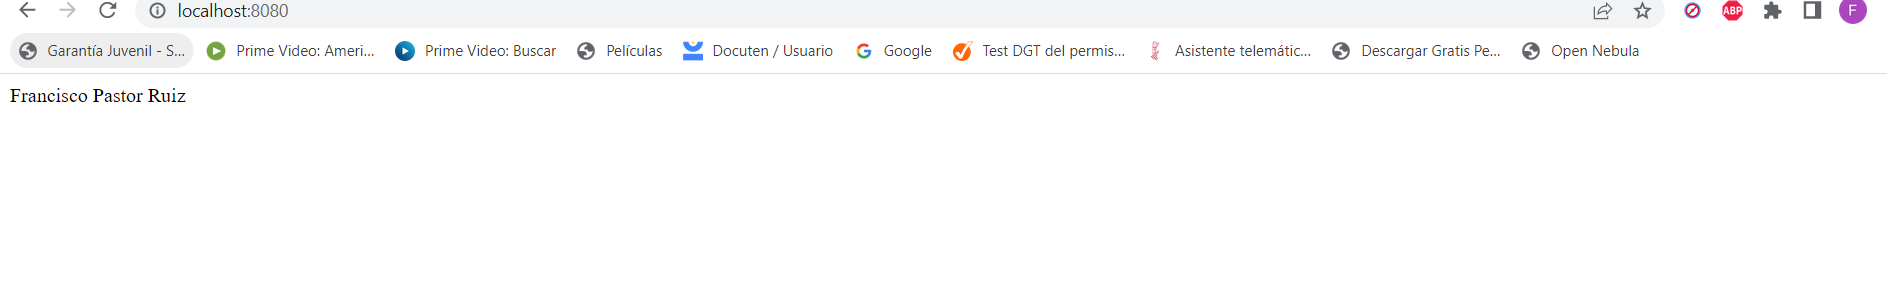 localhost:8080
ABP
F
Garantía Juvenil - S... Prime Video: Ameri... Prime Video: Buscar Películas Docuten / Usuario Google Test DGT del permis... Asistente telemátic... Descargar Gratis Pe... Open Nebula
Francisco Pastor Ruiz